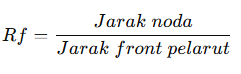 Rf = Jarak noda / Jarak front pelarut